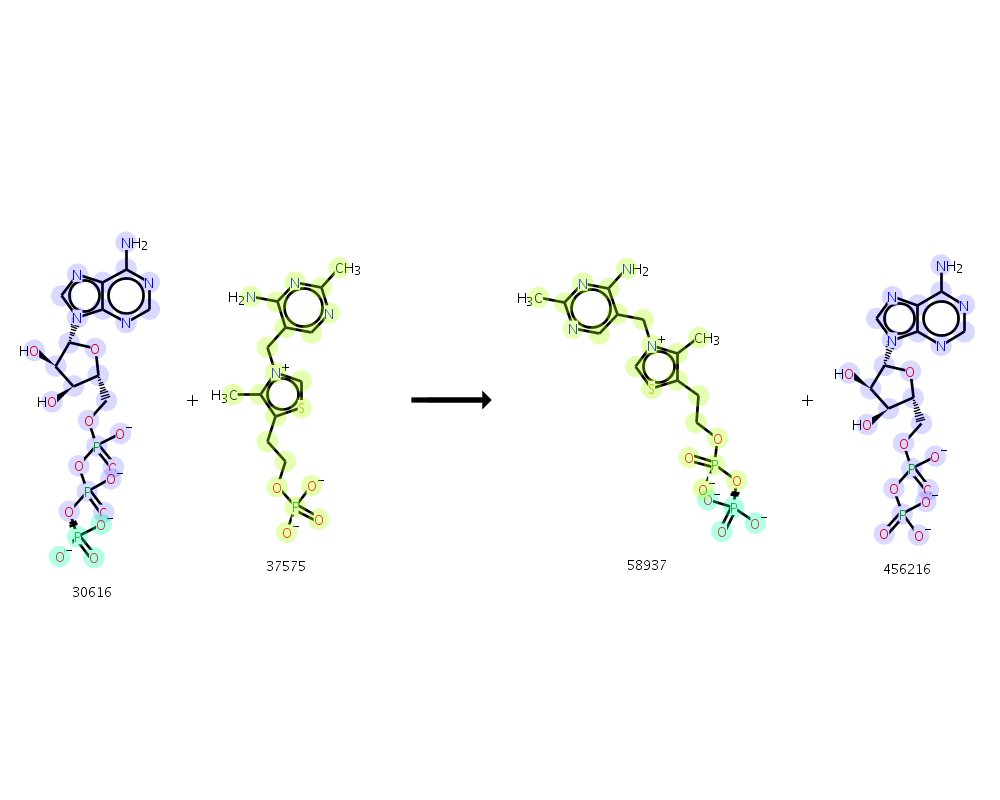 NH2
N N
N N
HO O
HO
O O−
P
O O O−
P
O O O−
P
O− O
30616
+
CH3
H2N N
N
N+
H3C S
O O−
P
O− O
37575
NH2
H3C N
N
N+ CH3
S
O
O P O
O−
O− P O−
O
58937
+
NH2
N N
N N
HO O
HO
O O−
P
O O O−
P
O O−
456216